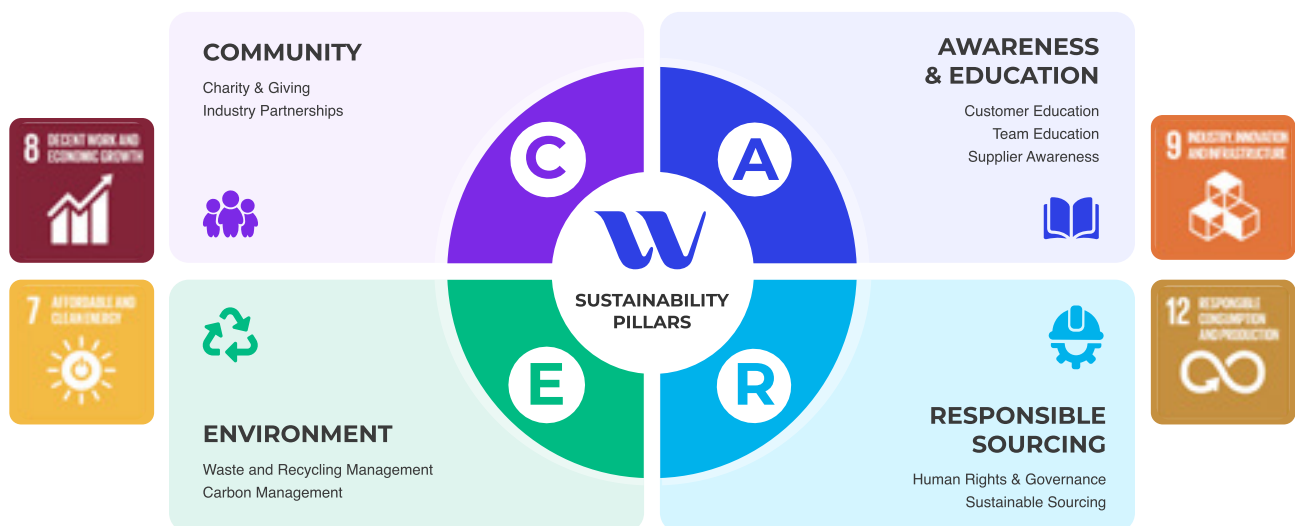 COMMUNITY
Charity & Giving
Industry Partnerships
AWARENESS
& EDUCATION
Customer Education
Team Education
Supplier Awareness
8 DECENT WORK AND
ECONOMIC GROWTH
9 INDUSTRY, INNOVATION
AND INFRASTRUCTURE
C
A
W
SUSTAINABILITY
PILLARS
7 AFFORDABLE AND
CLEAN ENERGY
12 RESPONSIBLE
CONSUMPTION
AND PRODUCTION
E
R
ENVIRONMENT
Waste and Recycling Management
Carbon Management
RESPONSIBLE
SOURCING
Human Rights & Governance
Sustainable Sourcing